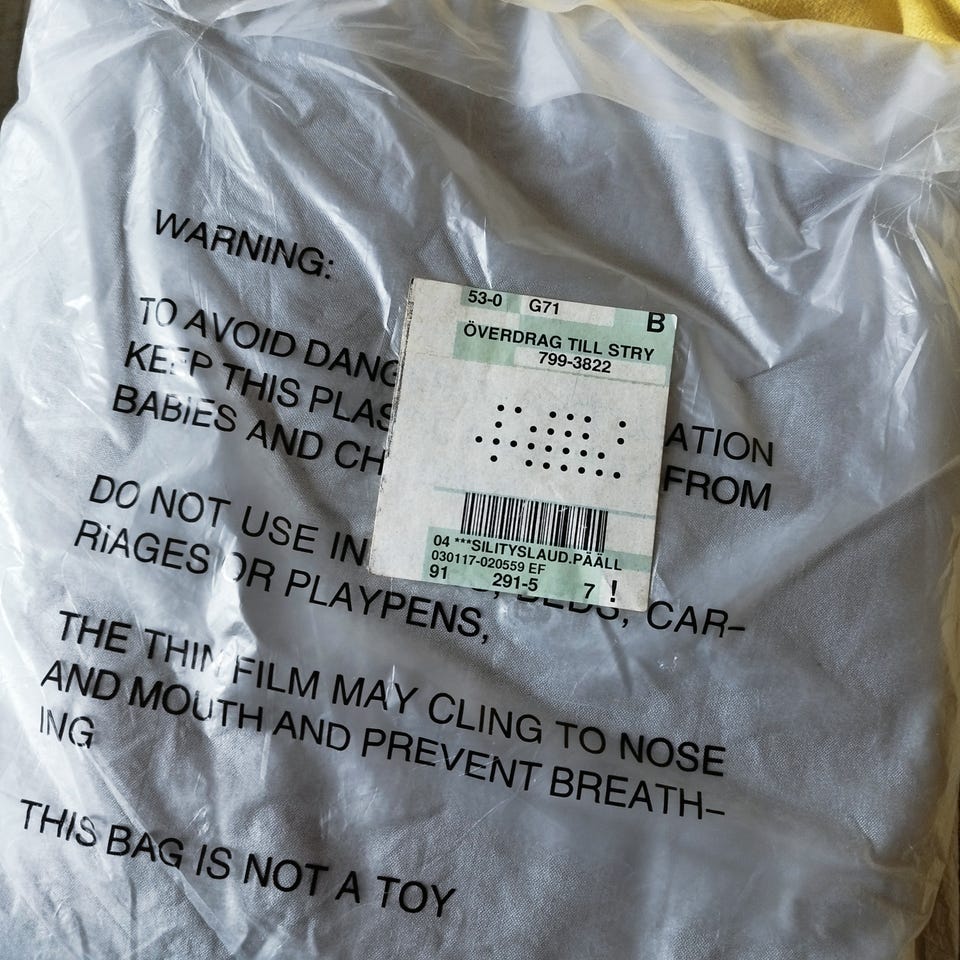 WARNING:
TO AVOID DANG
ATION
KEEP THIS PLAS
FROM
BABIES AND CH
DO NOT USE IN
BEDS, CAR–
RiAGES OR PLAYPENS,
THE THIN FILM MAY CLING TO NOSE
AND MOUTH AND PREVENT BREATH–
ING
THIS BAG IS NOT A TOY
53-0 G71
B
ÖVERDRAG TILL STRY
799-3822
04 ***SILITYSLAUD.PÄÄLL
030117-020559 EF
91 291-5 7 !